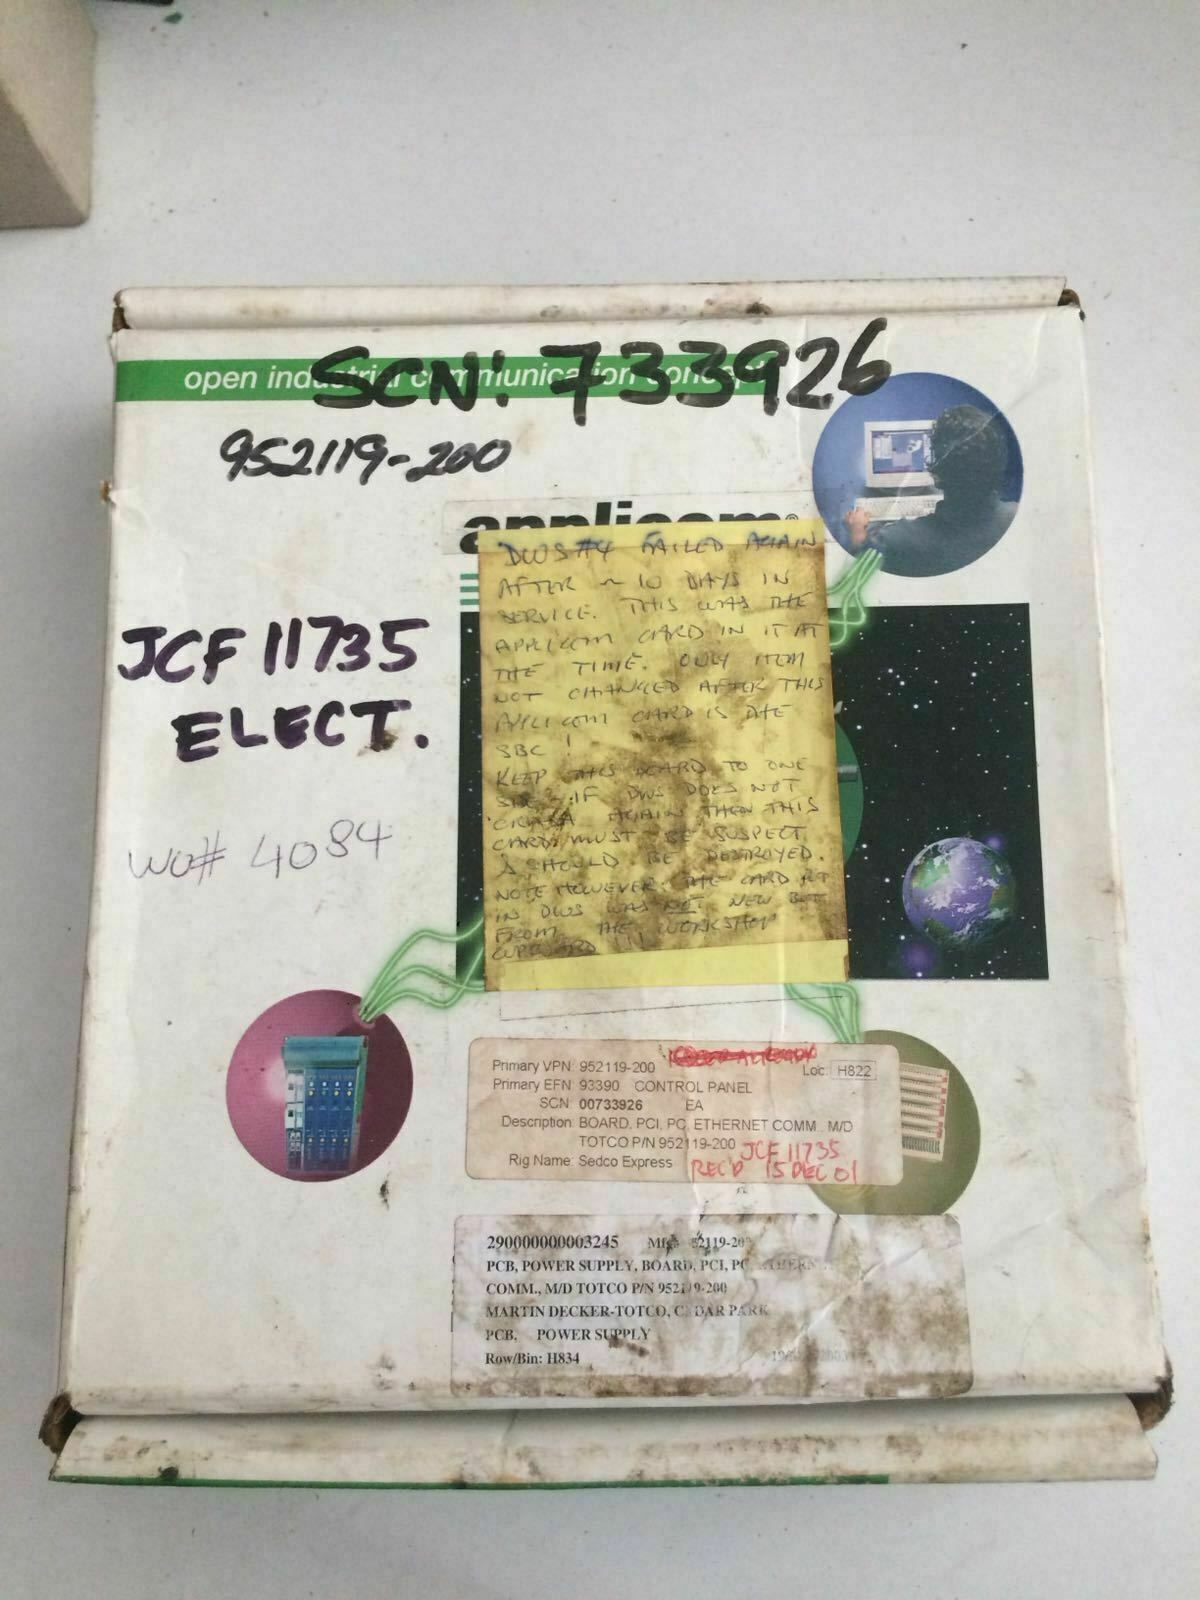 SCN: 733926
open industrial communication concept
952119-200
applicom®
JCF 11735
ELECT.
WO# 4084
DWS #4 FAILED AGAIN
AFTER ~ 10 DAYS IN
SERVICE. THIS WAS THE
APPLICOM CARD IN IT AT
THE TIME. ONLY ITEM
NOT CHANGED AFTER THIS
APPLICOM CARD IS THE
SBC!
KEEP THIS BOARD TO ONE
IF DWS DOES NOT
CRASH AGAIN THEN THIS
CARD MUST BE SUSPECT
& SHOULD BE DESTROYED.
NOTE HOWEVER THE CARD PUT
IN DWS WAS NOT NEW BUT
FROM THE WORKSHOP
CUPBOARD !!!
Primary VPN: 952119-200
Loc: H822
Primary EFN: 93390 CONTROL PANEL
SCN: 00733926 EA
Description: BOARD, PCI, PC, ETHERNET COMM., M/D
TOTCO P/N 952119-200
JCF 11735
Rig Name: Sedco Express
REC'D 15 DEC 01
290000000003245
PCB, POWER SUPPLY, BOARD, PCI, PC
COMM., M/D TOTCO P/N 952119-200
MARTIN DECKER-TOTCO, CEDAR PARK
PCB, POWER SUPPLY
Row/Bin: H834